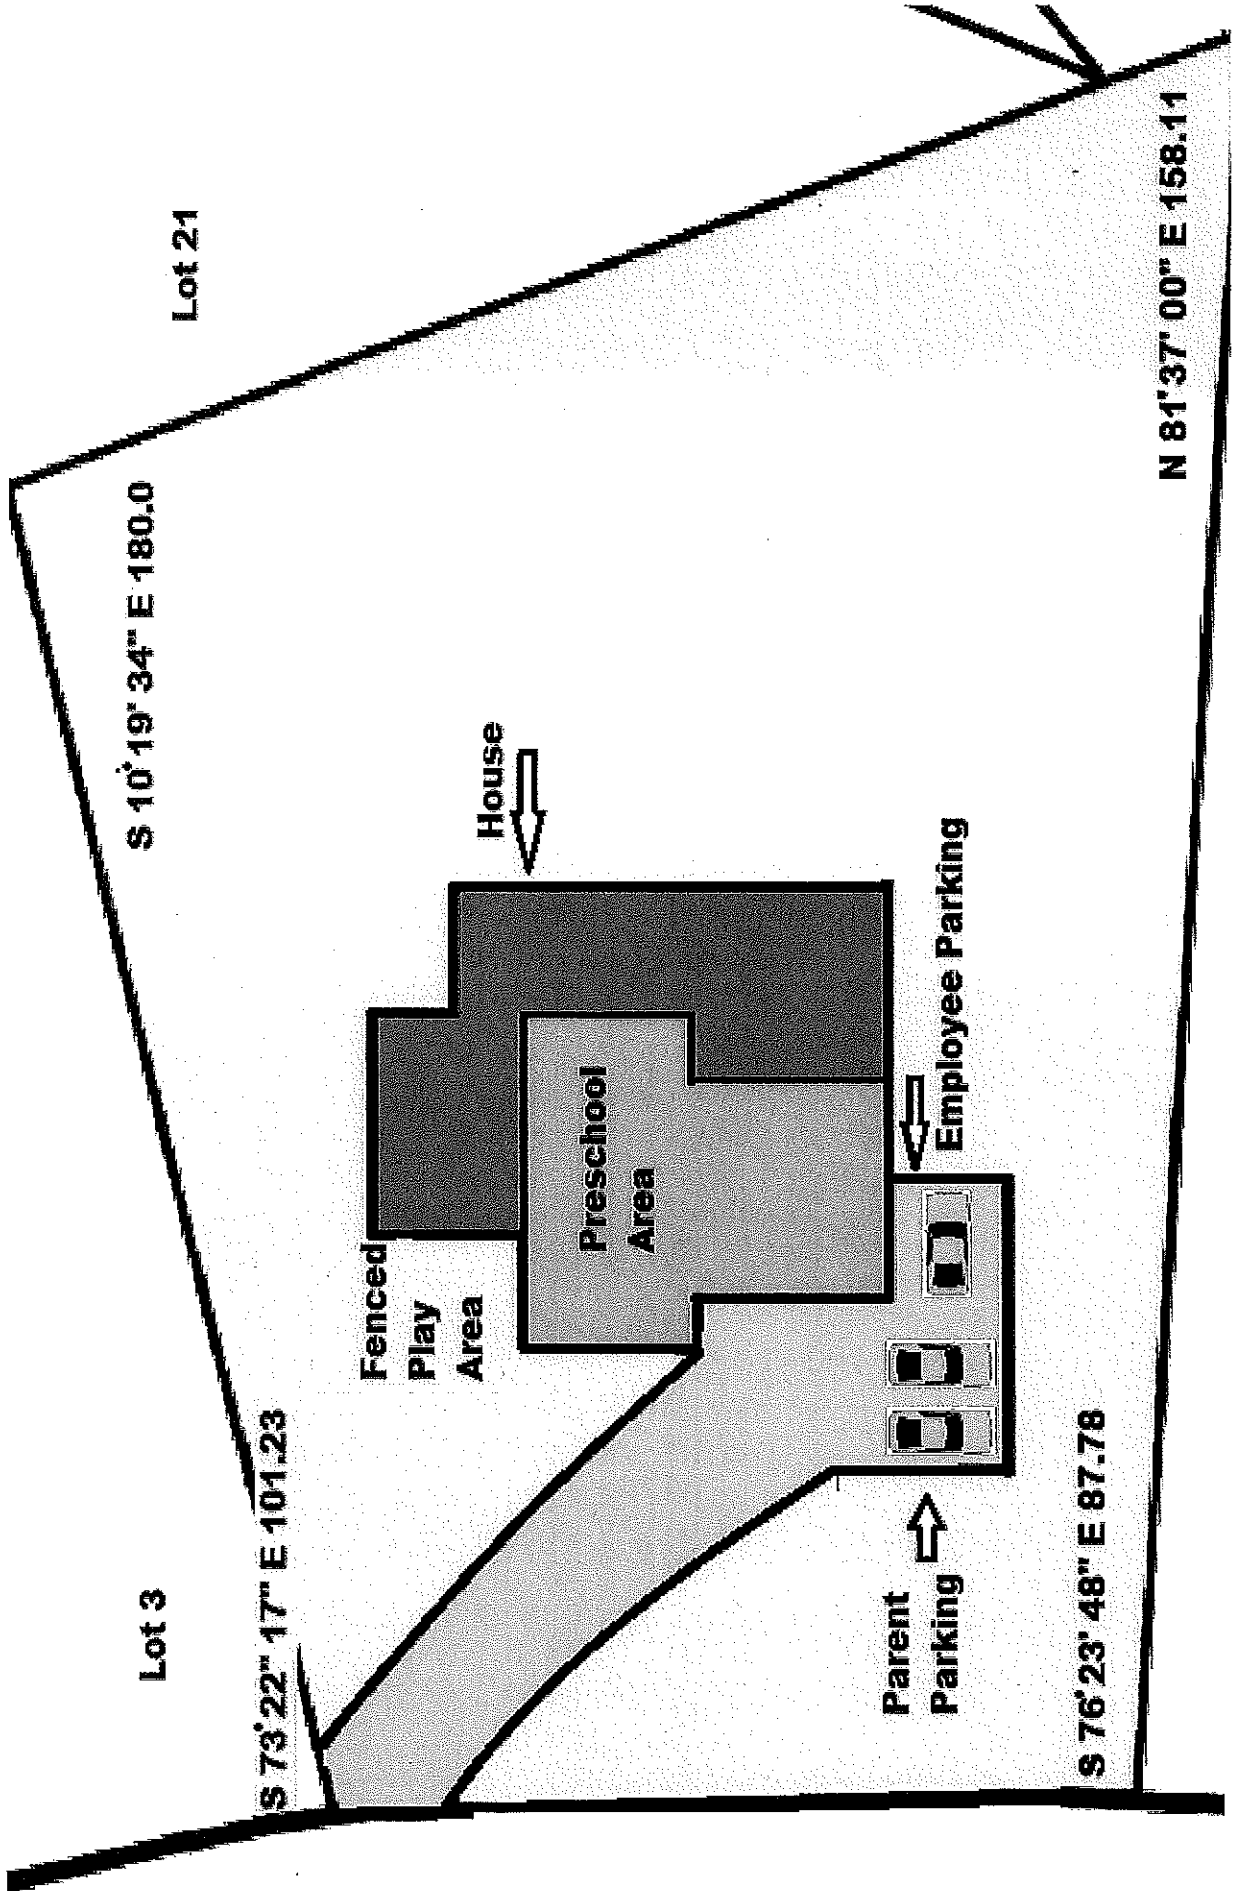 Lot 3
S 10°19' 34" E 180.0
Lot 21
S 73°22" 17" E 101.23
Fenced
Play
Area
House
Preschool
Area
Parent
Parking
Employee Parking
S 76°23' 48" E 87.78
N 81°37' 00" E 158.11